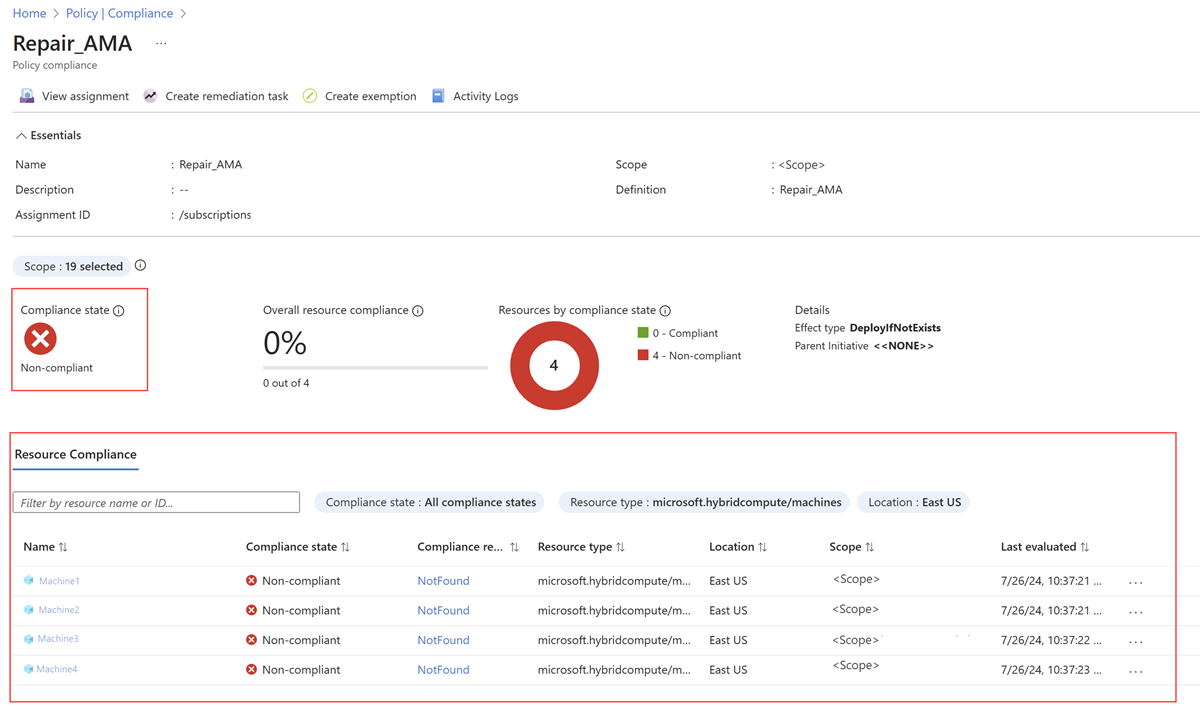 Home > Policy | Compliance >
Repair_AMA ...
Policy compliance
View assignment Create remediation task Create exemption Activity Logs
Essentials
Name : Repair_AMA Scope : <Scope>
Description : -- Definition : Repair_AMA
Assignment ID : /subscriptions
Scope : 19 selected
Compliance state Overall resource compliance Resources by compliance state Details
0% 0 - Compliant Effect type DeployIfNotExists
Non-compliant 4 4 - Non-compliant Parent Initiative <<NONE>>
0 out of 4
Resource Compliance
Filter by resource name or ID... Compliance state : All compliance states Resource type : microsoft.hybridcompute/machines Location : East US
Name ↑↓ Compliance state ↑↓ Compliance re... ↑↓ Resource type ↑↓ Location ↑↓ Scope ↑↓ Last evaluated ↑↓
Machine1 Non-compliant NotFound microsoft.hybridcompute/m... East US <Scope> 7/26/24, 10:37:21 ... ...
Machine2 Non-compliant NotFound microsoft.hybridcompute/m... East US <Scope> 7/26/24, 10:37:21 ... ...
Machine3 Non-compliant NotFound microsoft.hybridcompute/m... East US <Scope> 7/26/24, 10:37:22 ... ...
Machine4 Non-compliant NotFound microsoft.hybridcompute/m... East US <Scope> 7/26/24, 10:37:23 ... ...